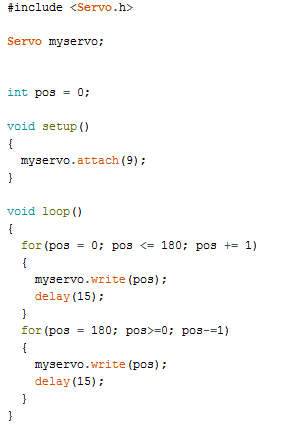 #include <Servo.h>
Servo myservo;
int pos = 0;
void setup()
{
myservo.attach(9);
}
void loop()
{
for(pos = 0; pos <= 180; pos += 1)
{
myservo.write(pos);
delay(15);
}
for(pos = 180; pos>=0; pos-=1)
{
myservo.write(pos);
delay(15);
}
}